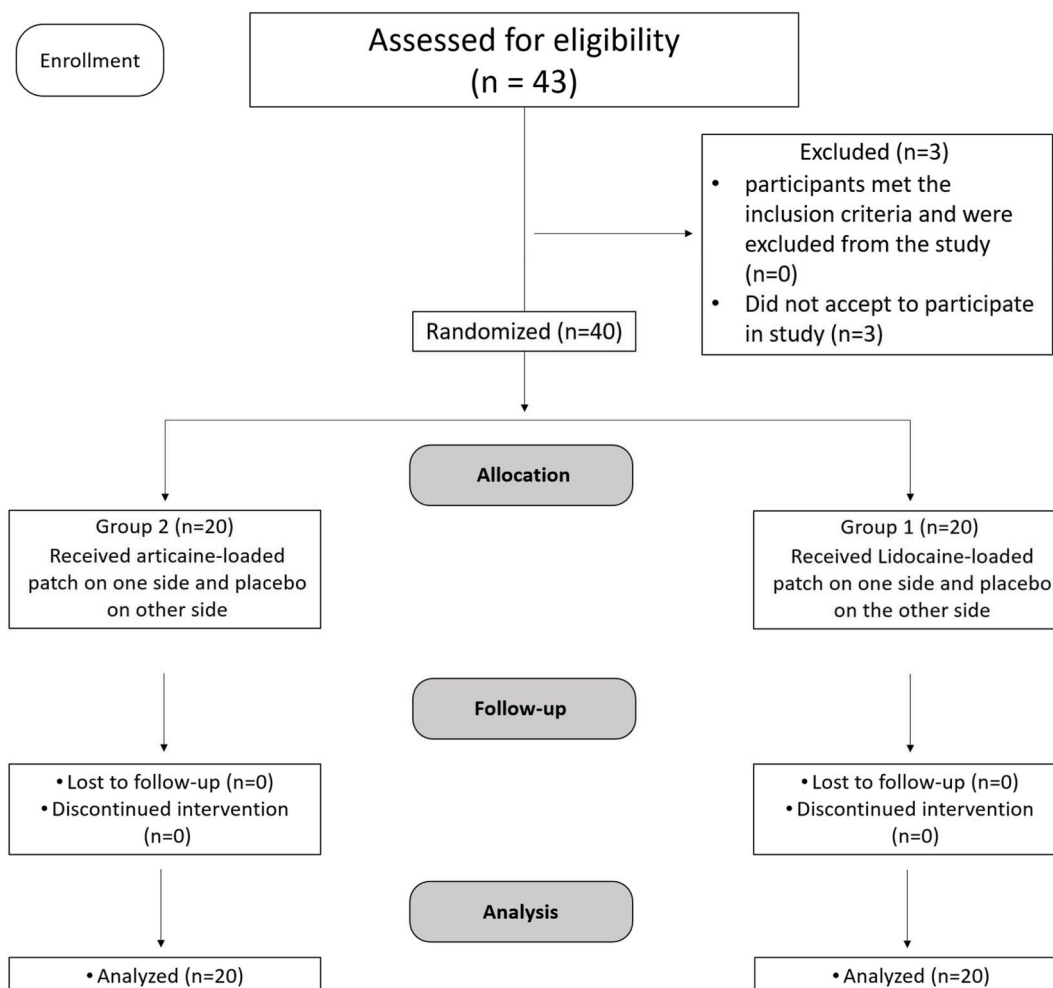 Enrollment
Assessed for eligibility
(n = 43)
Excluded (n=3)
• participants met the
inclusion criteria and were
excluded from the study
(n=0)
• Did not accept to participate
in study (n=3)
Randomized (n=40)
Allocation
Group 2 (n=20)
Received articaine-loaded
patch on one side and placebo
on other side
Group 1 (n=20)
Received Lidocaine-loaded
patch on one side and placebo
on the other side
Follow-up
• Lost to follow-up (n=0)
• Discontinued intervention
(n=0)
• Lost to follow-up (n=0)
• Discontinued intervention
(n=0)
Analysis
• Analyzed (n=20)
• Analyzed (n=20)